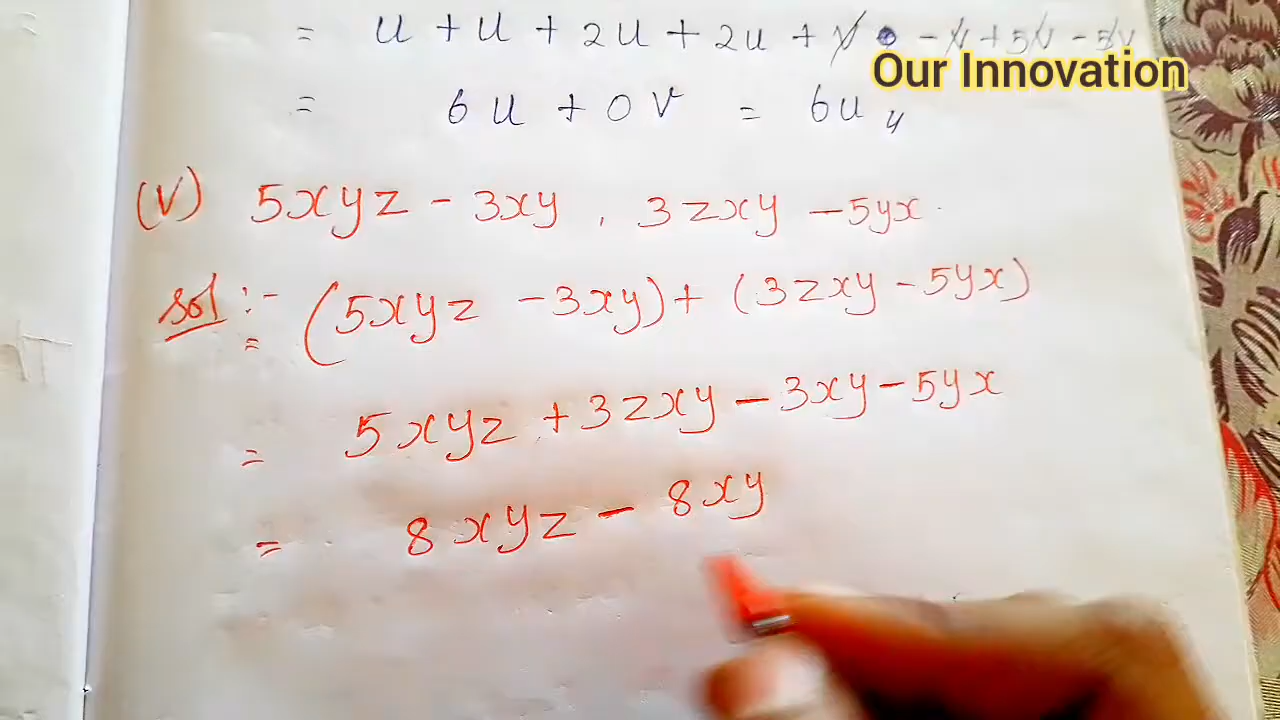 = u + u + 2u + 2u + v - v + 5v - 5v
Our Innovation
= 6u + 0v = 6u
(V) 5xyz - 3xy , 3zxy - 5yx.
Sol :- (5xyz - 3xy) + (3zxy - 5yx)
=
= 5xyz + 3zxy - 3xy - 5yx
= 8xyz - 8xy